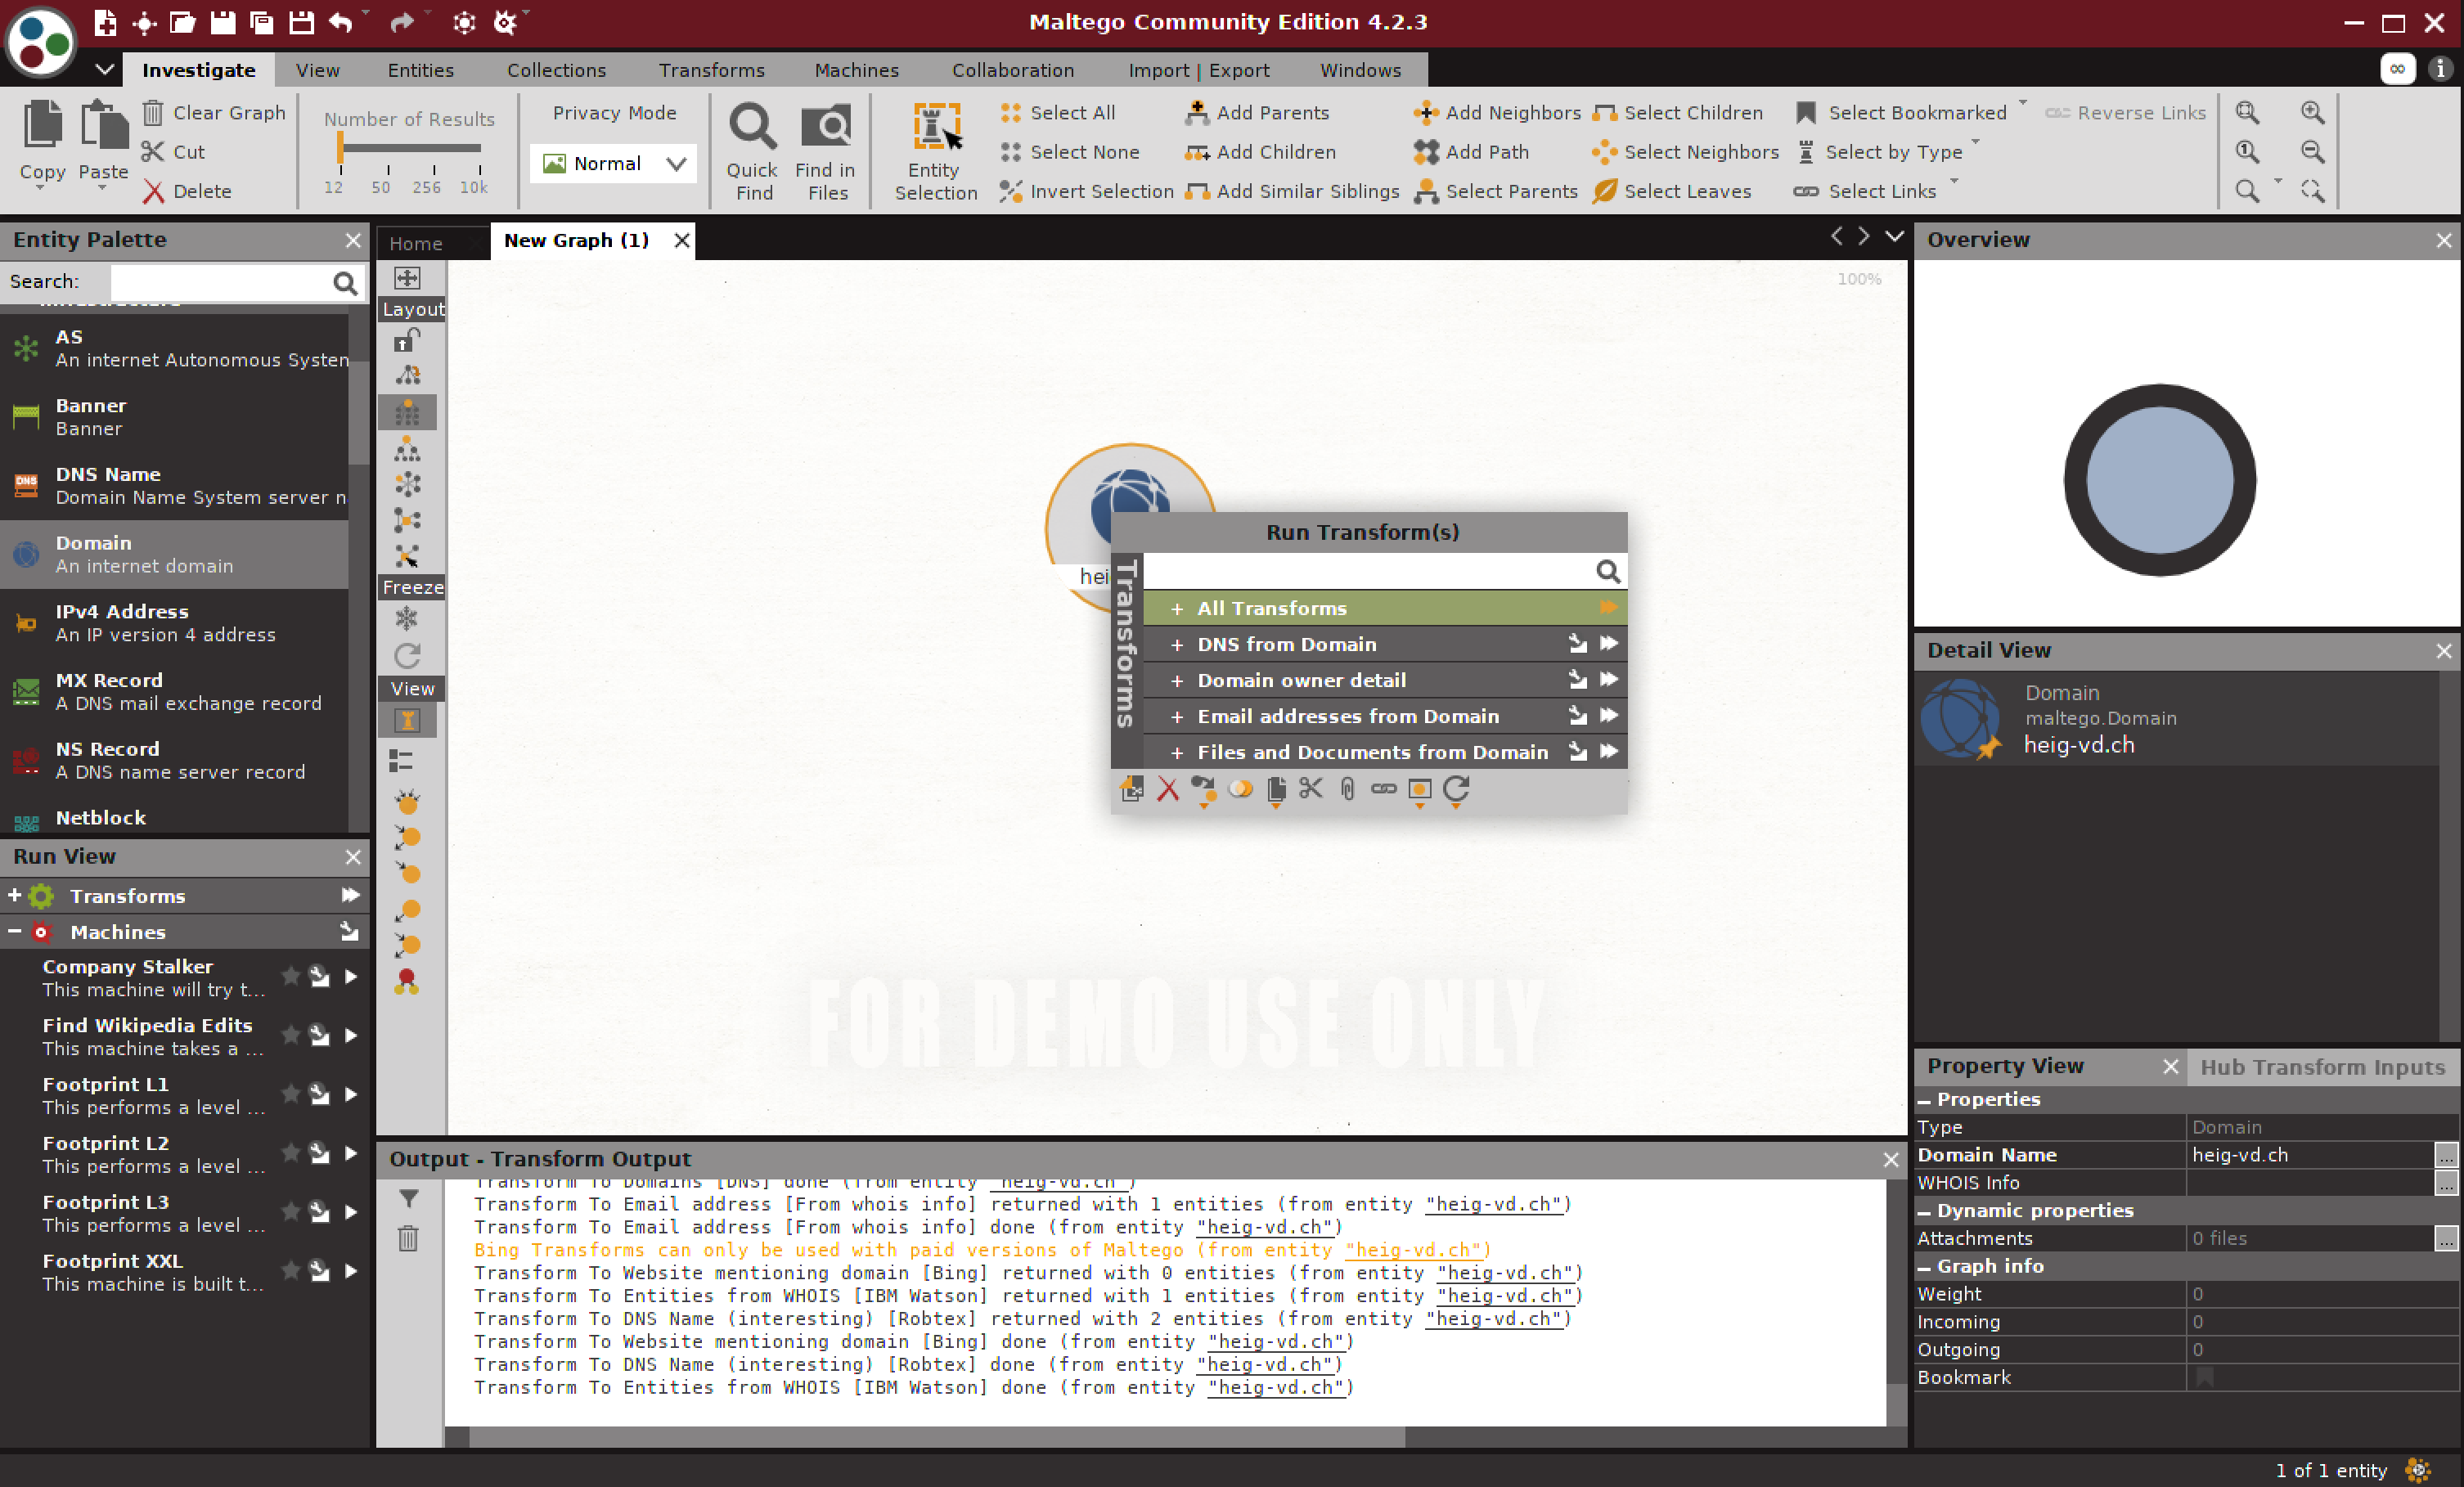 Maltego Community Edition 4.2.3
Investigate View Entities Collections Transforms Machines Collaboration Import | Export Windows
Copy
Paste
Clear Graph
Cut
Delete
Number of Results
12 50 256 10k
Privacy Mode
Normal
Quick Find
Find in Files
Entity Selection
Select All
Select None
Invert Selection
Add Parents
Add Children
Add Similar Siblings
Add Neighbors
Add Path
Select Parents
Select Children
Select Neighbors
Select Leaves
Select Bookmarked
Select by Type
Select Links
Reverse Links
Entity Palette
Search:
AS
An internet Autonomous System
Banner
Banner
DNS Name
Domain Name System server n
Domain
An internet domain
IPv4 Address
An IP version 4 address
MX Record
A DNS mail exchange record
NS Record
A DNS name server record
Netblock
Run View
Transforms
Machines
Company Stalker
This machine will try t...
Find Wikipedia Edits
This machine takes a ...
Footprint L1
This performs a level ...
Footprint L2
This performs a level ...
Footprint L3
This performs a level ...
Footprint XXL
This machine is built t...
Home
New Graph (1)
Layout
Freeze
View
100%
hei
Run Transform(s)
Transforms
+ All Transforms
+ DNS from Domain
+ Domain owner detail
+ Email addresses from Domain
+ Files and Documents from Domain
FOR DEMO USE ONLY
Output - Transform Output
Transform To Domains [DNS] done (from entity "heig-vd.ch")
Transform To Email address [From whois info] returned with 1 entities (from entity "heig-vd.ch")
Transform To Email address [From whois info] done (from entity "heig-vd.ch")
Bing Transforms can only be used with paid versions of Maltego (from entity "heig-vd.ch")
Transform To Website mentioning domain [Bing] returned with 0 entities (from entity "heig-vd.ch")
Transform To Entities from WHOIS [IBM Watson] returned with 1 entities (from entity "heig-vd.ch")
Transform To DNS Name (interesting) [Robtex] returned with 2 entities (from entity "heig-vd.ch")
Transform To Website mentioning domain [Bing] done (from entity "heig-vd.ch")
Transform To DNS Name (interesting) [Robtex] done (from entity "heig-vd.ch")
Transform To Entities from WHOIS [IBM Watson] done (from entity "heig-vd.ch")
Overview
Detail View
Domain
maltego.Domain
heig-vd.ch
Property View
Hub Transform Inputs
Properties
Type Domain
Domain Name heig-vd.ch ...
WHOIS Info ...
Dynamic properties
Attachments 0 files ...
Graph info
Weight 0
Incoming 0
Outgoing 0
Bookmark
1 of 1 entity